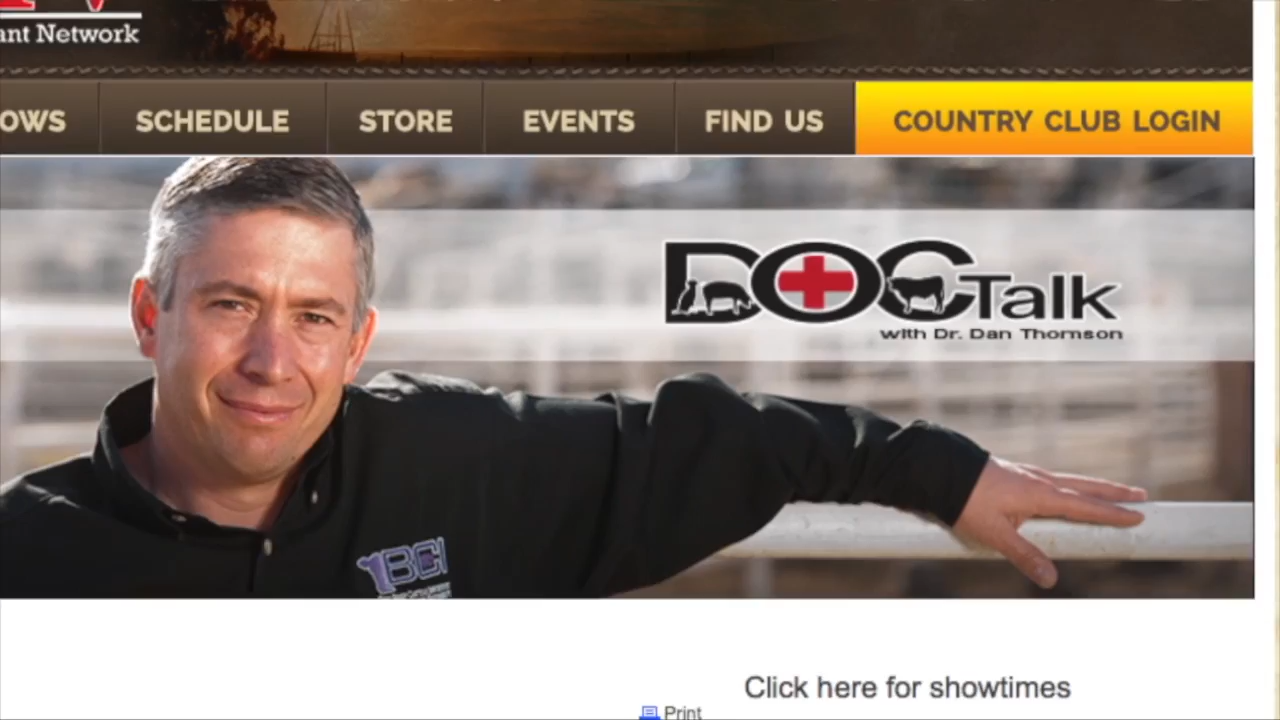 ant Network
OWS
SCHEDULE
STORE
EVENTS
FIND US
COUNTRY CLUB LOGIN
DOC Talk
with Dr. Dan Thomson
BCI
Click here for showtimes
Print